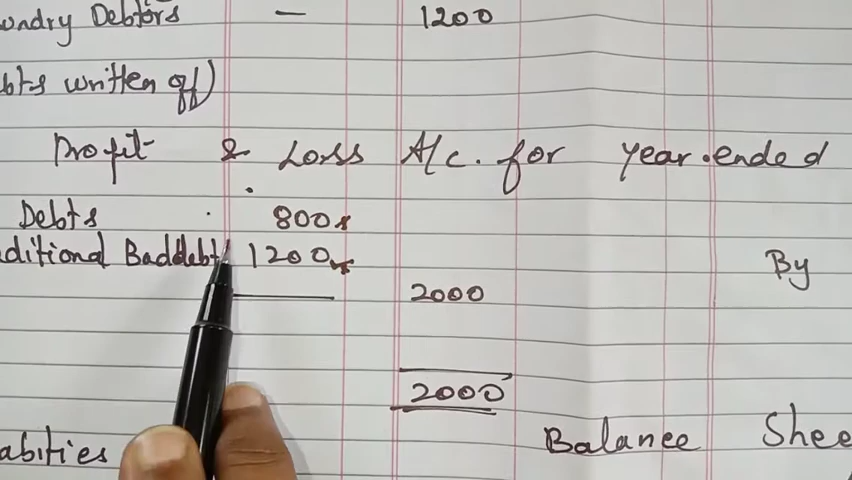 undry Debtors — 1200
bts written off)
Profit & Loss A/c. for year.ended
Debts 800
ditional Baddebt 1200 By
2000
2000
abities Balance Shee